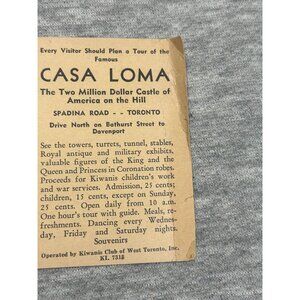 Every Visitor Should Plan a Tour of the
Famous
CASA LOMA
The Two Million Dollar Castle of
America on the Hill
SPADINA ROAD - - TORONTO
Drive North on Bathurst Street to
Davenport
See the towers, turrets, tunnel, stables,
Royal antique and military exhibits,
valuable figures of the King and the
Queen and Princess in Coronation robes.
Proceeds for Kiwanis children's work
and war services. Admission, 25 cents;
children, 15 cents, except on Sunday,
25 cents. Open daily from 10 a.m.
One hour's tour with guide. Meals, re-
freshments. Dancing every Wednes-
day, Friday and Saturday nights.
Souvenirs
Operated by Kiwanis Club of West Toronto, Inc.
KI. 7318